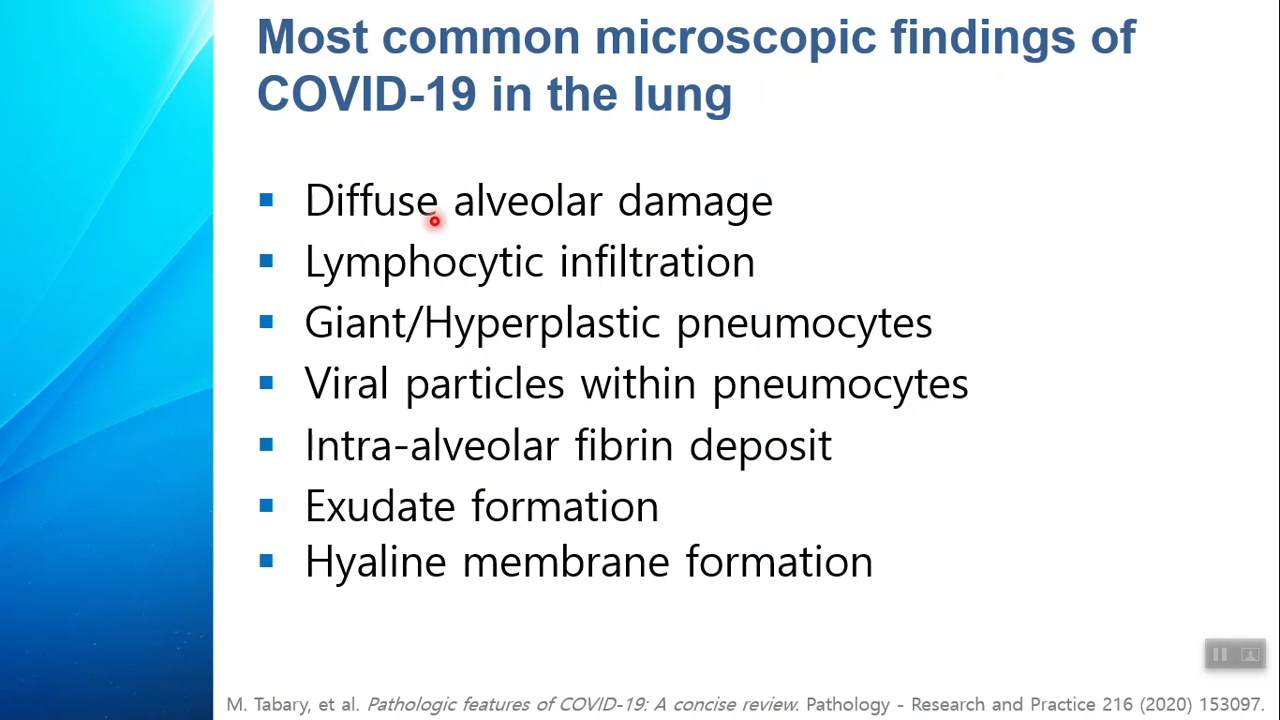 Most common microscopic findings of
COVID-19 in the lung
Diffuse alveolar damage
Lymphocytic infiltration
Giant/Hyperplastic pneumocytes
Viral particles within pneumocytes
Intra-alveolar fibrin deposit
Exudate formation
Hyaline membrane formation
M. Tabary, et al. Pathologic features of COVID-19: A concise review. Pathology - Research and Practice 216 (2020) 153097.